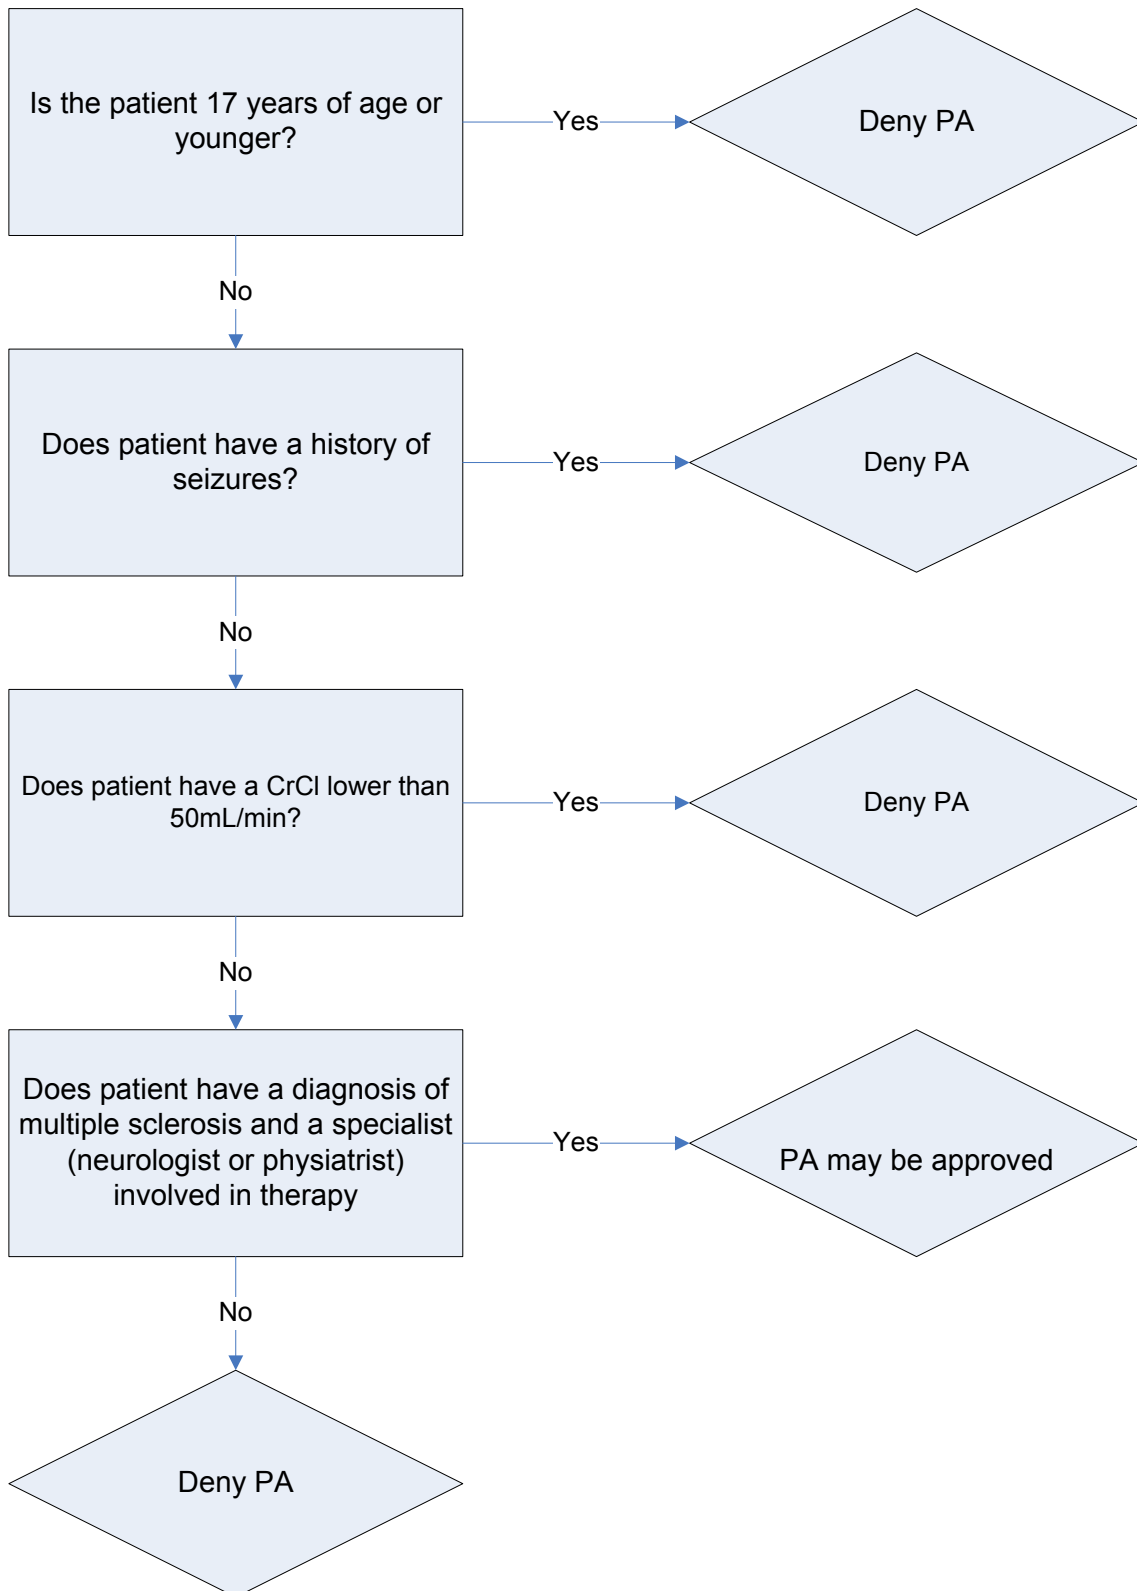 Is the patient 17 years of age or
younger?
Yes
Deny PA
No
Does patient have a history of
seizures?
Yes
Deny PA
No
Does patient have a CrCl lower than
50mL/min?
Yes
Deny PA
No
Does patient have a diagnosis of
multiple sclerosis and a specialist
(neurologist or physiatrist)
involved in therapy
Yes
PA may be approved
No
Deny PA